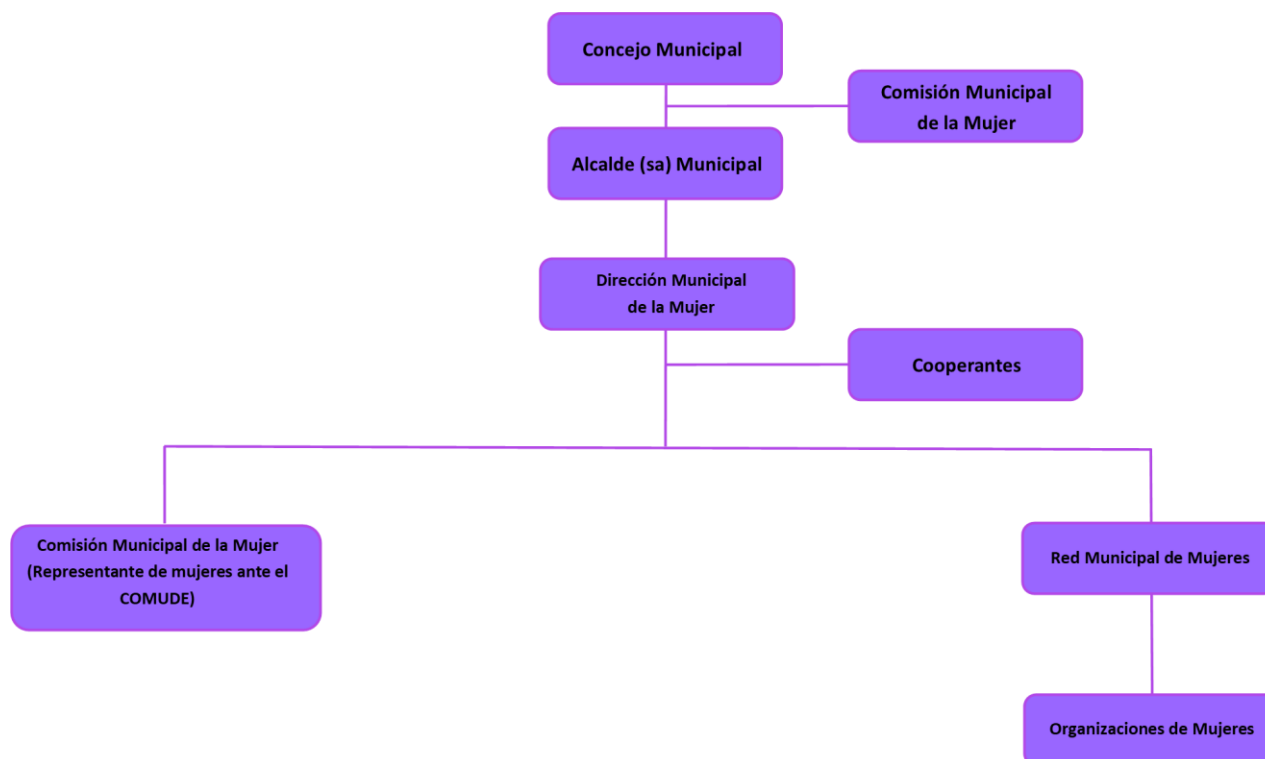 Concejo Municipal
Comisión Municipal
de la Mujer
Alcalde (sa) Municipal
Dirección Municipal
de la Mujer
Cooperantes
Comisión Municipal de la Mujer
(Representante de mujeres ante el
COMUDE)
Red Municipal de Mujeres
Organizaciones de Mujeres